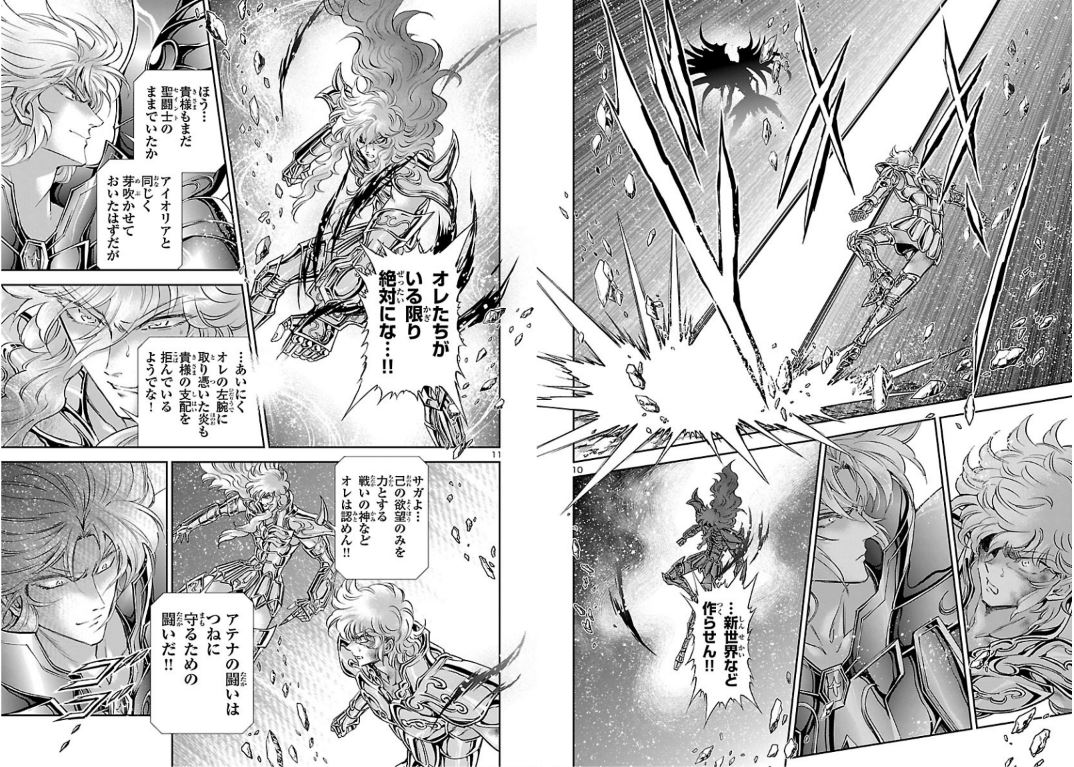 …新世界など
作らせん!!
10
オレたちが
いる限り
絶対にな…!!
ほう…
貴様もまだ
聖闘士の
ままでいたか
アイオリアと
同じく
芽吹かせて
おいたはずだが
…あいにく
オレの左腕に
取り憑いた炎も
貴様の支配を
拒んでいる
ようでな!
11
サガよ…
己の欲望のみを
力とする
戦いの神など
オレは認めん!!
アテナの闘いは
つねに
守るための
闘いだ!!